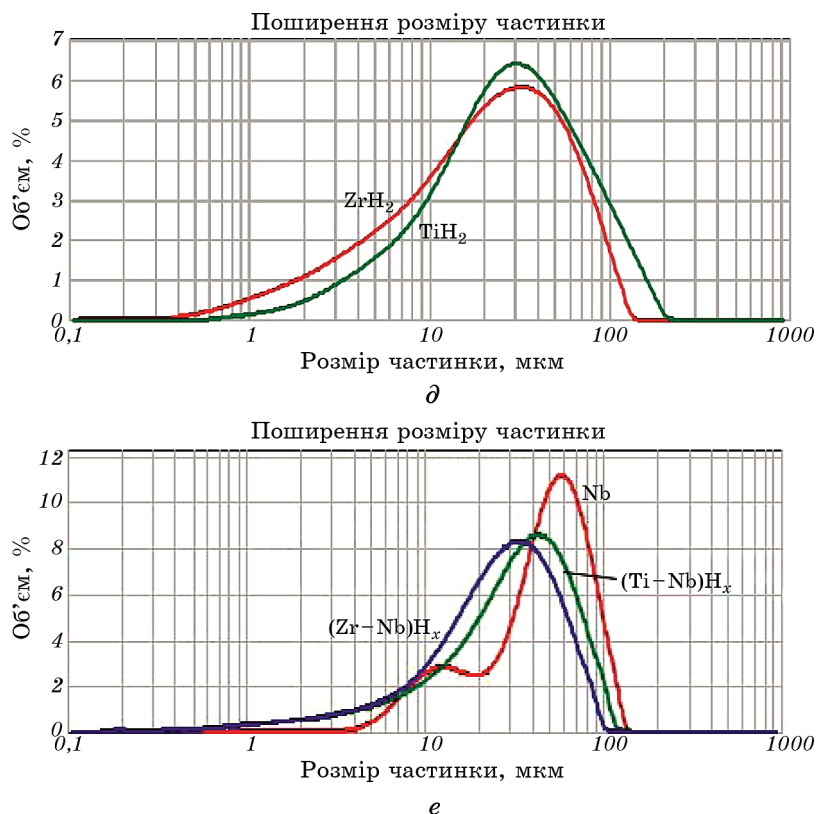 Поширення розміру частинки
7
6
5
4
3
2
1
0
Об’єм, %
ZrH2
TiH2
0,1 1 10 100 1000
Розмір частинки, мкм
д
Поширення розміру частинки
12
10
8
6
4
2
0
Об’єм, %
Nb
(Ti−Nb)Hx
(Zr−Nb)Hx
0,1 1 10 100 1000
Розмір частинки, мкм
е